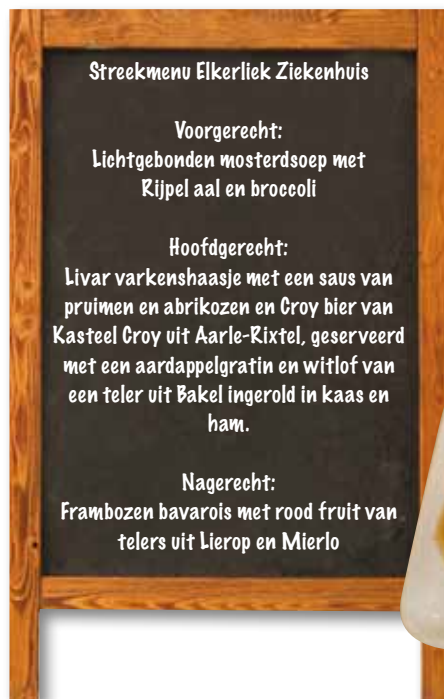 Streekmenu Elkerliek Ziekenhuis
Voorgerecht:
Lichtgebonden mosterdsoep met
Rijpel aal en broccoli
Hoofdgerecht:
Livar varkenshaasje met een saus van
pruimen en abrikozen en Croy bier van
Kasteel Croy uit Aarle-Rixtel, geserveerd
met een aardappelgratin en witlof van
een teler uit Bakel ingerold in kaas en
ham.
Nagerecht:
Frambozen bavarois met rood fruit van
telers uit Lierop en Mierlo